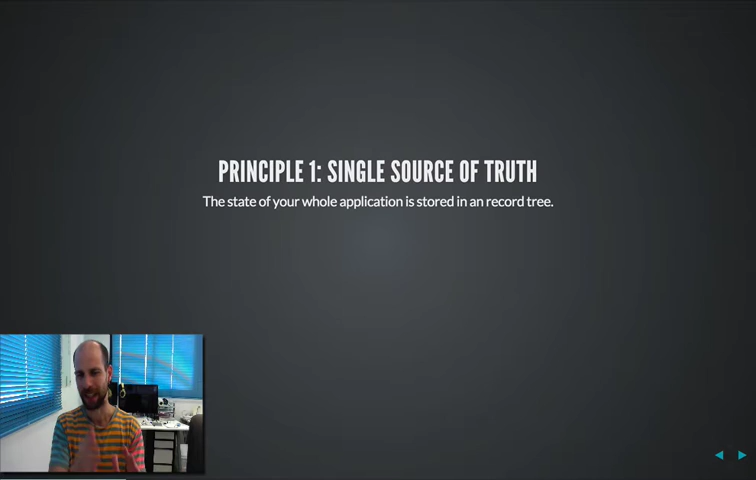 PRINCIPLE 1: SINGLE SOURCE OF TRUTH
The state of your whole application is stored in an record tree.